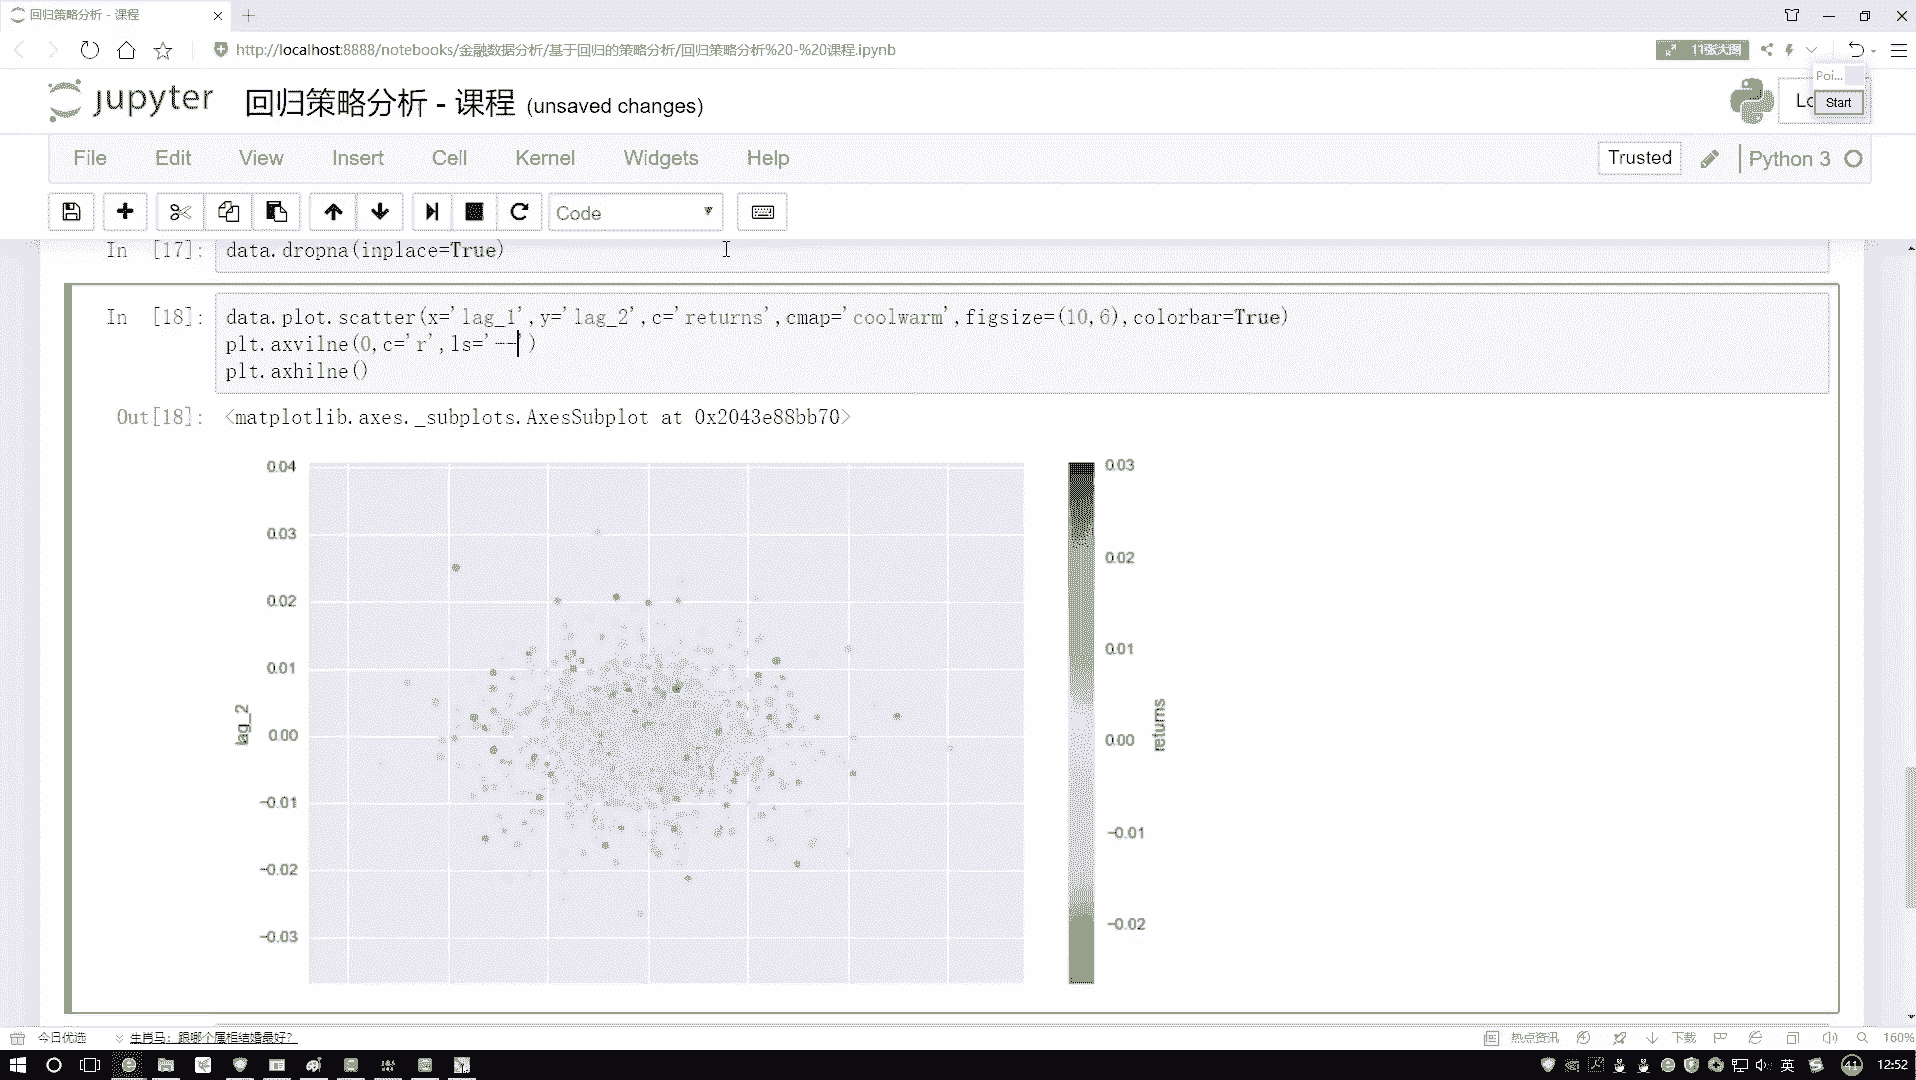 回归策略分析 - 课程
http://localhost:8888/notebooks/金融数据分析/基于回归的策略分析/回归策略分析%20-%20课程.ipynb
11张大图
Poi...
Start
jupyter 回归策略分析 - 课程 (unsaved changes)
File Edit View Insert Cell Kernel Widgets Help
Trusted
Python 3
Code
In [17]: data.dropna(inplace=True)
In [18]: data.plot.scatter(x='lag_1',y='lag_2',c='returns',cmap='coolwarm',figsize=(10,6),colorbar=True)
plt.axvilne(0,c='r',ls='--')
plt.axhilne()
Out[18]: <matplotlib.axes._subplots.AxesSubplot at 0x2043e88bb70>
0.04
0.03
0.02
0.01
0.00
-0.01
-0.02
-0.03
lag_2
0.03
0.02
0.01
0.00
-0.01
-0.02
returns
今日优选
生肖马：跟哪个属相结婚最好？
热点资讯
下载
160%
英
41
12:52